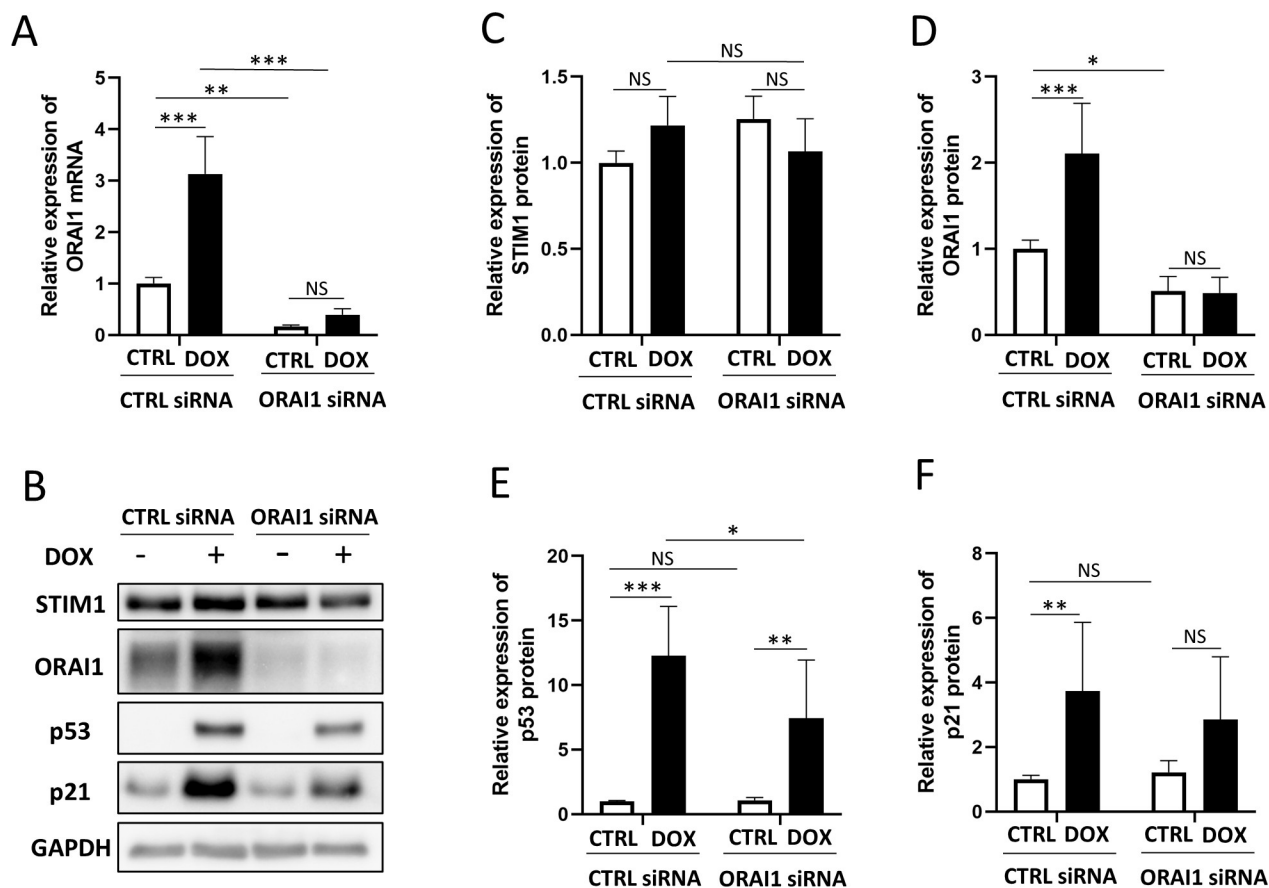 A
Relative expression of
ORAI1 mRNA
5
4
3
2
1
0
***
**
***
NS
CTRL DOX CTRL DOX
CTRL siRNA ORAI1 siRNA
C
Relative expression of
STIM1 protein
1.5
1.0
0.5
0.0
NS
NS
NS
CTRL DOX CTRL DOX
CTRL siRNA ORAI1 siRNA
D
Relative expression of
ORAI1 protein
3
2
1
0
*
***
NS
CTRL DOX CTRL DOX
CTRL siRNA ORAI1 siRNA
B
CTRL siRNA ORAI1 siRNA
DOX - + - +
STIM1
ORAI1
p53
p21
GAPDH
E
Relative expression of
p53 protein
20
15
10
5
0
*
NS
***
**
CTRL DOX CTRL DOX
CTRL siRNA ORAI1 siRNA
F
Relative expression of
p21 protein
8
6
4
2
0
NS
**
NS
CTRL DOX CTRL DOX
CTRL siRNA ORAI1 siRNA